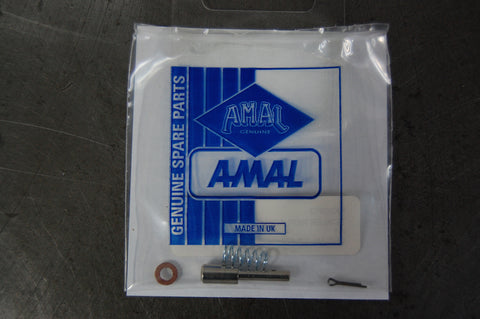 GENUINE SPARE PARTS
AMAL
GENUINE
AMAL
MADE IN UK